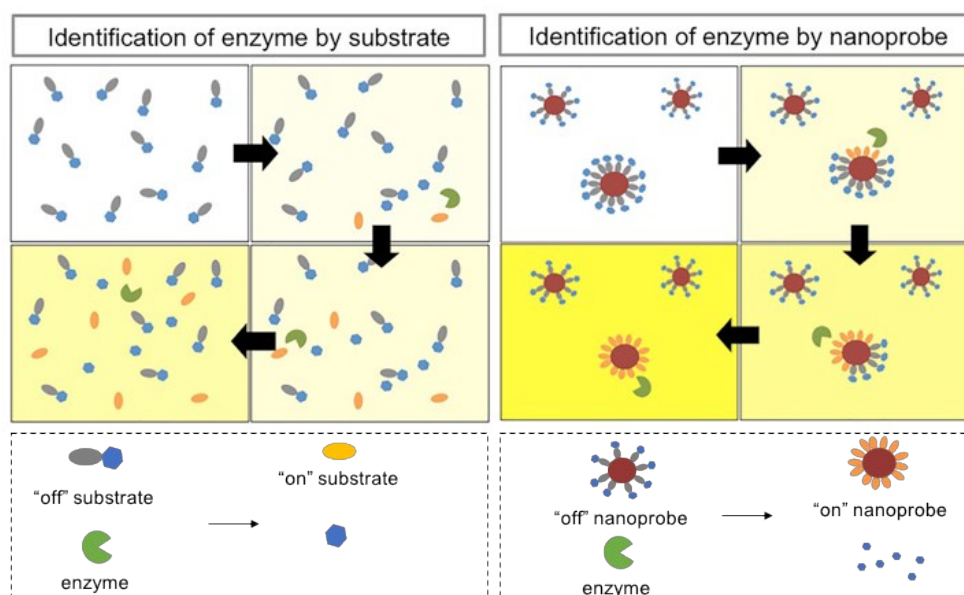 Identification of enzyme by substrate
Identification of enzyme by nanoprobe
“off” substrate
“on” substrate
enzyme
“off” nanoprobe
“on” nanoprobe
enzyme